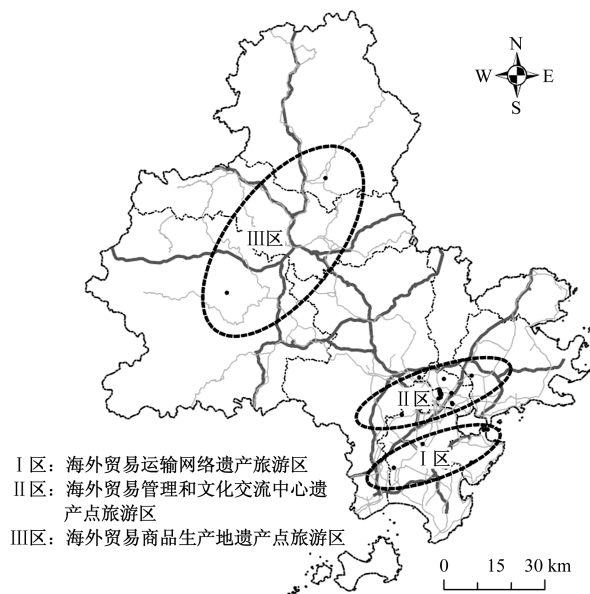 N
W E
S
Ⅲ区
Ⅱ区
Ⅰ区
Ⅰ区：海外贸易运输网络遗产旅游区
Ⅱ区：海外贸易管理和文化交流中心遗
产点旅游区
Ⅲ区：海外贸易商品生产地遗产点旅游区
0 15 30 km